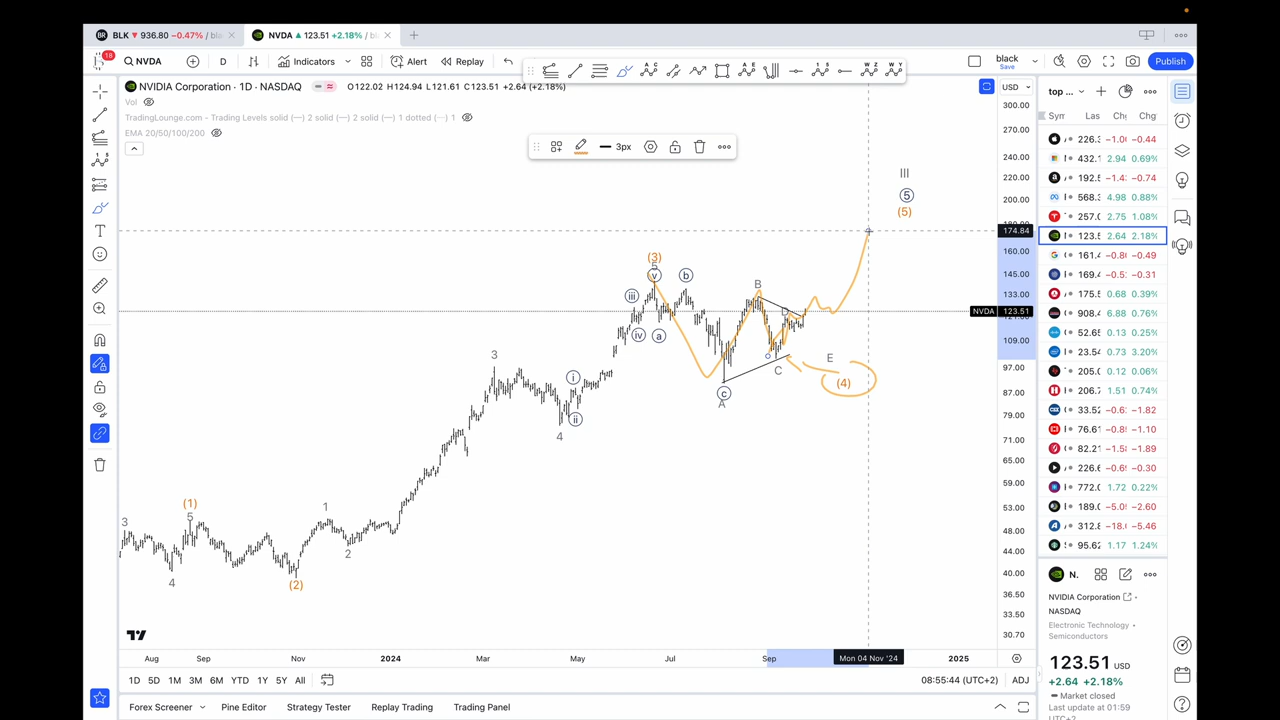 BLK ▼ 936.80 −0.47% / bla
NVDA ▲ 123.51 +2.18% / bl
18
NVDA
D
Indicators
Alert
Replay
black
Save
Publish
NVIDIA Corporation · 1D · NASDAQ
O122.02 H124.94 L121.61 C123.51 +2.64 (+2.18%)
Vol
TradingLounge.com - Trading Levels solid (—) 2 solid (—) 2 solid (—) 2 dotted (···) 1
EMA 20/50/100/200
3px
USD
300.00
270.00
240.00
220.00
200.00
174.84
160.00
145.00
133.00
NVDA 123.51
109.00
97.00
87.00
79.00
71.00
65.00
59.00
53.00
48.00
44.00
40.00
36.50
33.50
30.70
III
5
(5)
(3)
5
v
b
iii
iv
a
B
D
E
C
(4)
c
A
3
i
ii
4
(1)
5
3
4
1
2
(2)
Aug
Sep
Nov
2024
Mar
May
Jul
Sep
Mon 04 Nov '24
2025
1D 5D 1M 3M 6M YTD 1Y 5Y All
08:55:44 (UTC+2)
ADJ
Forex Screener
Pine Editor
Strategy Tester
Replay Trading
Trading Panel
top ...
Syn Las Chg Chg
226.3 −1.0( −0.44
432.1 2.94 0.69%
192.5 −1.4 −0.74
568.3 4.98 0.88%
257.0 2.75 1.08%
123.5 2.64 2.18%
161.4 −0.8( −0.49
169.4 −0.5 −0.31
175.5 0.68 0.39%
908.4 6.88 0.76%
52.65 0.13 0.25%
23.54 0.73 3.20%
205.0 0.12 0.06%
206.7 1.51 0.74%
33.52 −0.6 −1.82
76.61 −0.8 −1.10
82.21 −1.5 −1.89
226.6 −0.6 −0.30
772.0 1.72 0.22%
189.0 −5.0 −2.60
312.8 −18.( −5.46
95.62 1.17 1.24%
N.
NVIDIA Corporation
NASDAQ
Electronic Technology •
Semiconductors
123.51 USD
+2.64 +2.18%
Market closed
Last update at 01:59
UTC+2